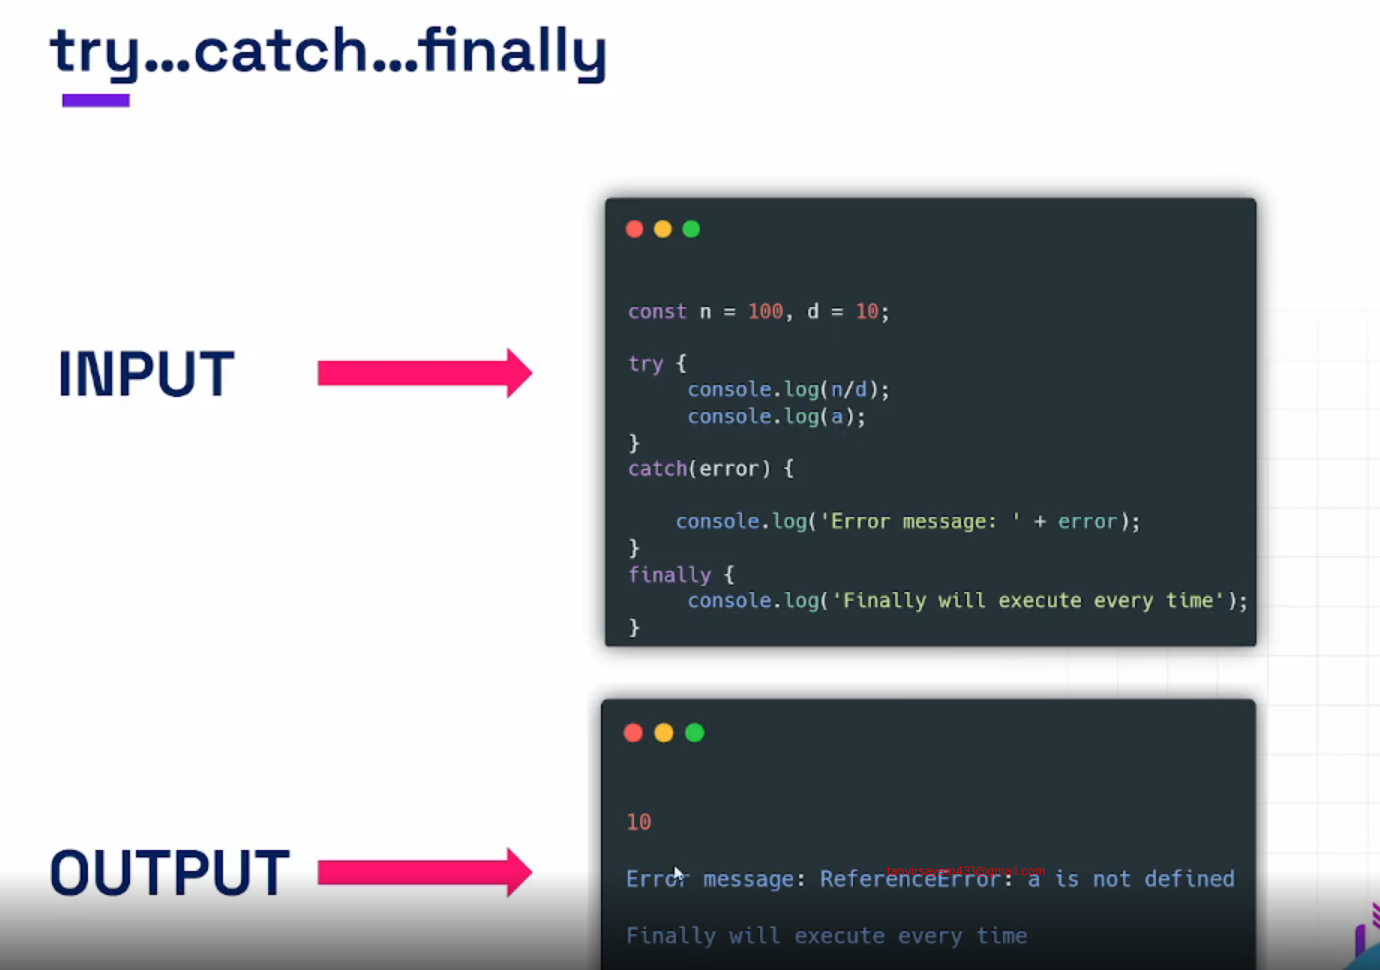 try...catch...finally
INPUT
const n = 100, d = 10;
try {
console.log(n/d);
console.log(a);
}
catch(error) {
console.log('Error message: ' + error);
}
finally {
console.log('Finally will execute every time');
}
OUTPUT
10
Error message: ReferenceError: a is not defined
Finally will execute every time